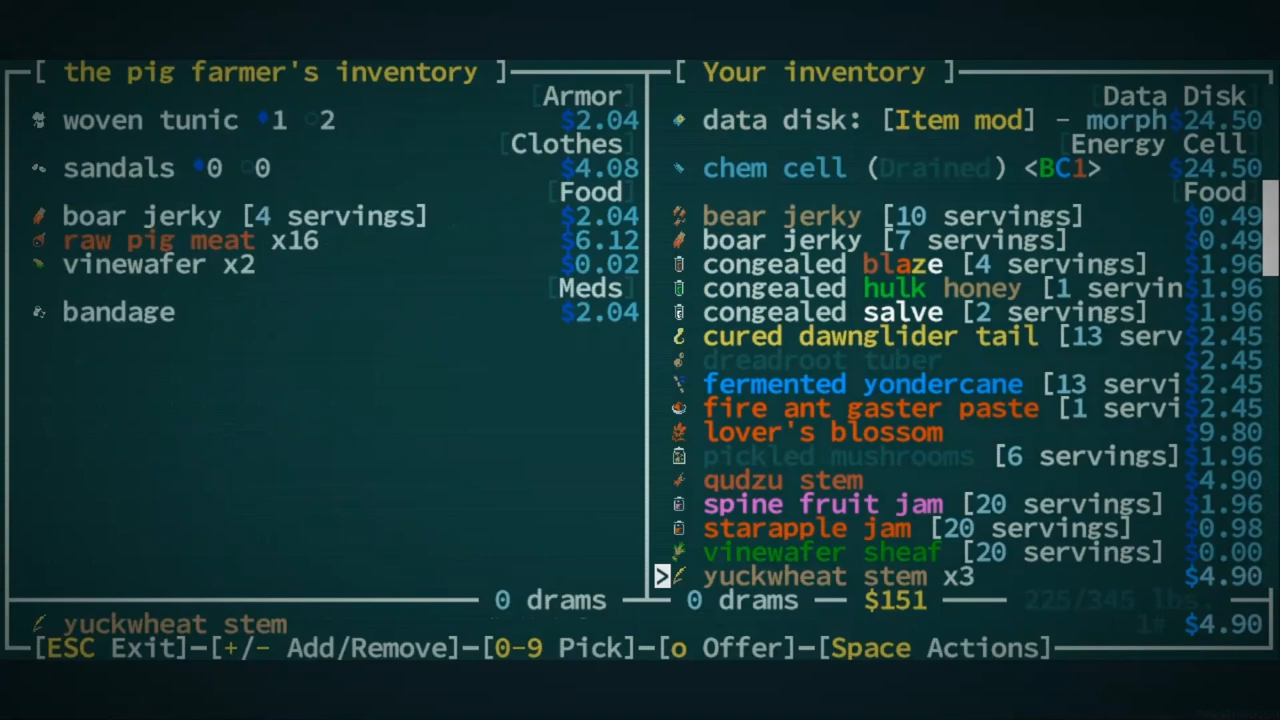 [ the pig farmer's inventory ]
[Armor]
woven tunic 1 2 $2.04
[Clothes]
sandals 0 0 $4.08
[Food]
boar jerky [4 servings] $2.04
raw pig meat x16 $6.12
vinewafer x2 $0.02
[Meds]
bandage $2.04
0 drams
[ Your inventory ]
[Data Disk]
data disk: [Item mod] - morph $24.50
[Energy Cell]
chem cell (Drained) <BC1> $24.50
[Food]
bear jerky [10 servings] $0.49
boar jerky [7 servings] $0.49
congealed blaze [4 servings] $1.96
congealed hulk honey [1 servin $1.96
congealed salve [2 servings] $1.96
cured dawnglider tail [13 serv $2.45
dreadroot tuber $2.45
fermented yondercane [13 servi $2.45
fire ant gaster paste [1 servi $2.45
lover's blossom $9.80
pickled mushrooms [6 servings] $1.96
qudzu stem $4.90
spine fruit jam [20 servings] $1.96
starapple jam [20 servings] $0.98
vinewafer sheaf [20 servings] $0.00
> yuckwheat stem x3 $4.90
0 drams $151 225/345 lbs.
yuckwheat stem 1# $4.90
[ESC Exit]-[+/- Add/Remove]-[0-9 Pick]-[o Offer]-[Space Actions]